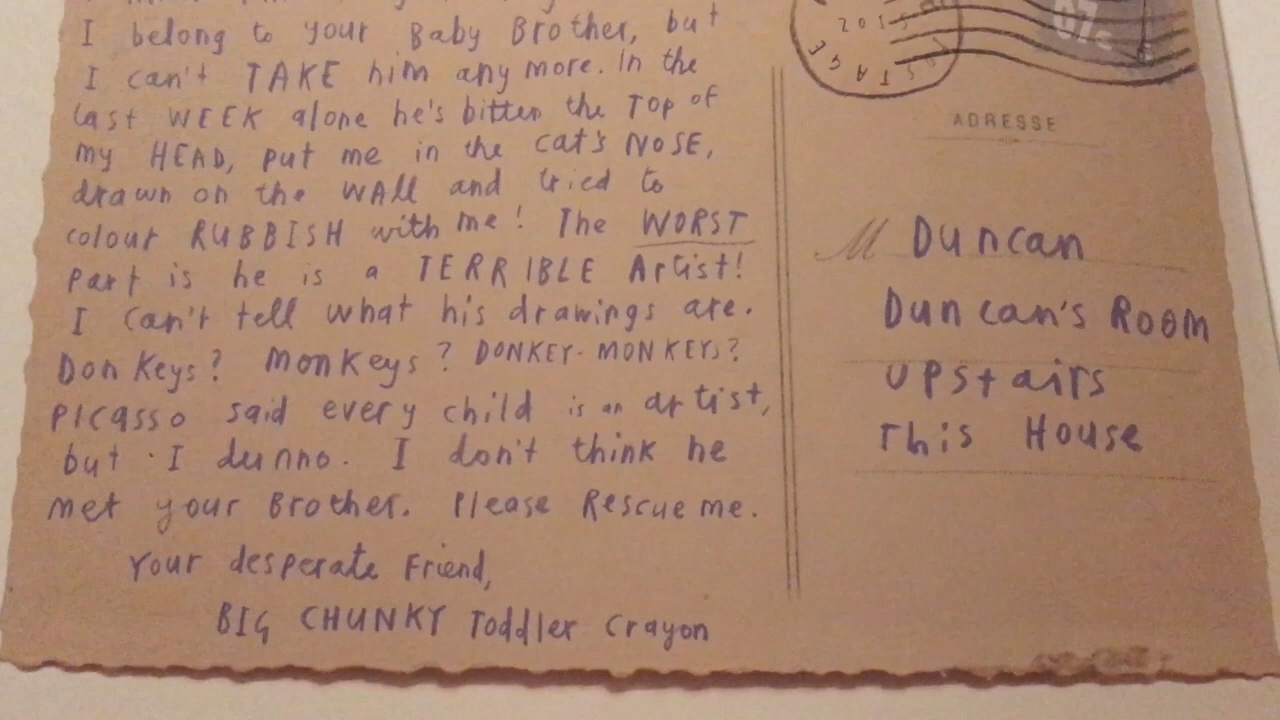 I belong to your Baby Brother, but
I can't TAKE him any more. In the
last WEEK alone he's bitten the TOP of
my HEAD, put me in the cat's NOSE,
drawn on the WALL and tried to
colour RUBBISH with me! The WORST
part is he is a TERRIBLE Artist!
I can't tell what his drawings are.
Donkeys? Monkeys? DONKEY-MONKEYS?
Picasso said every child is an artist,
but I dunno. I don't think he
met your Brother. Please Rescue me.
Your desperate Friend,
BIG CHUNKY Toddler Crayon
2015
POSTAGE
67c
ADRESSE
M Duncan
Duncan's Room
Upstairs
This House